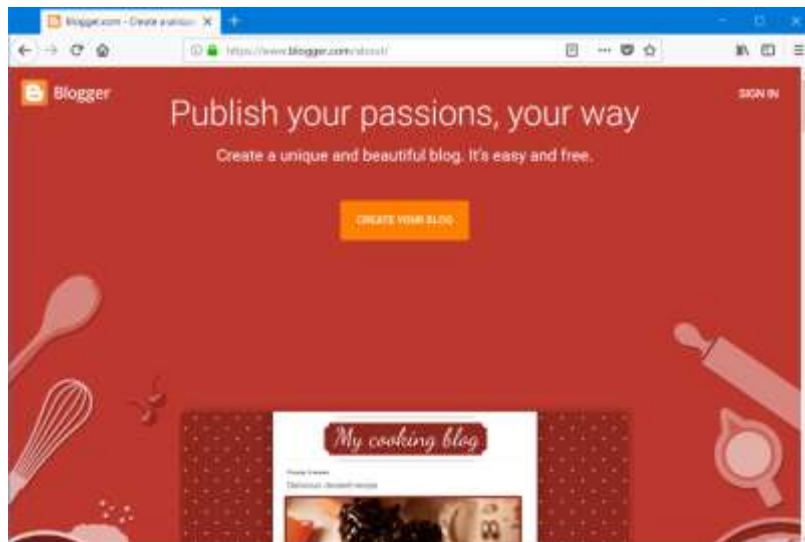 Blogger.com - Create a unique
https://www.blogger.com/about/
Blogger
SIGN IN
Publish your passions, your way
Create a unique and beautiful blog. It's easy and free.
CREATE YOUR BLOG
My cooking blog
Delicious dessert recipe